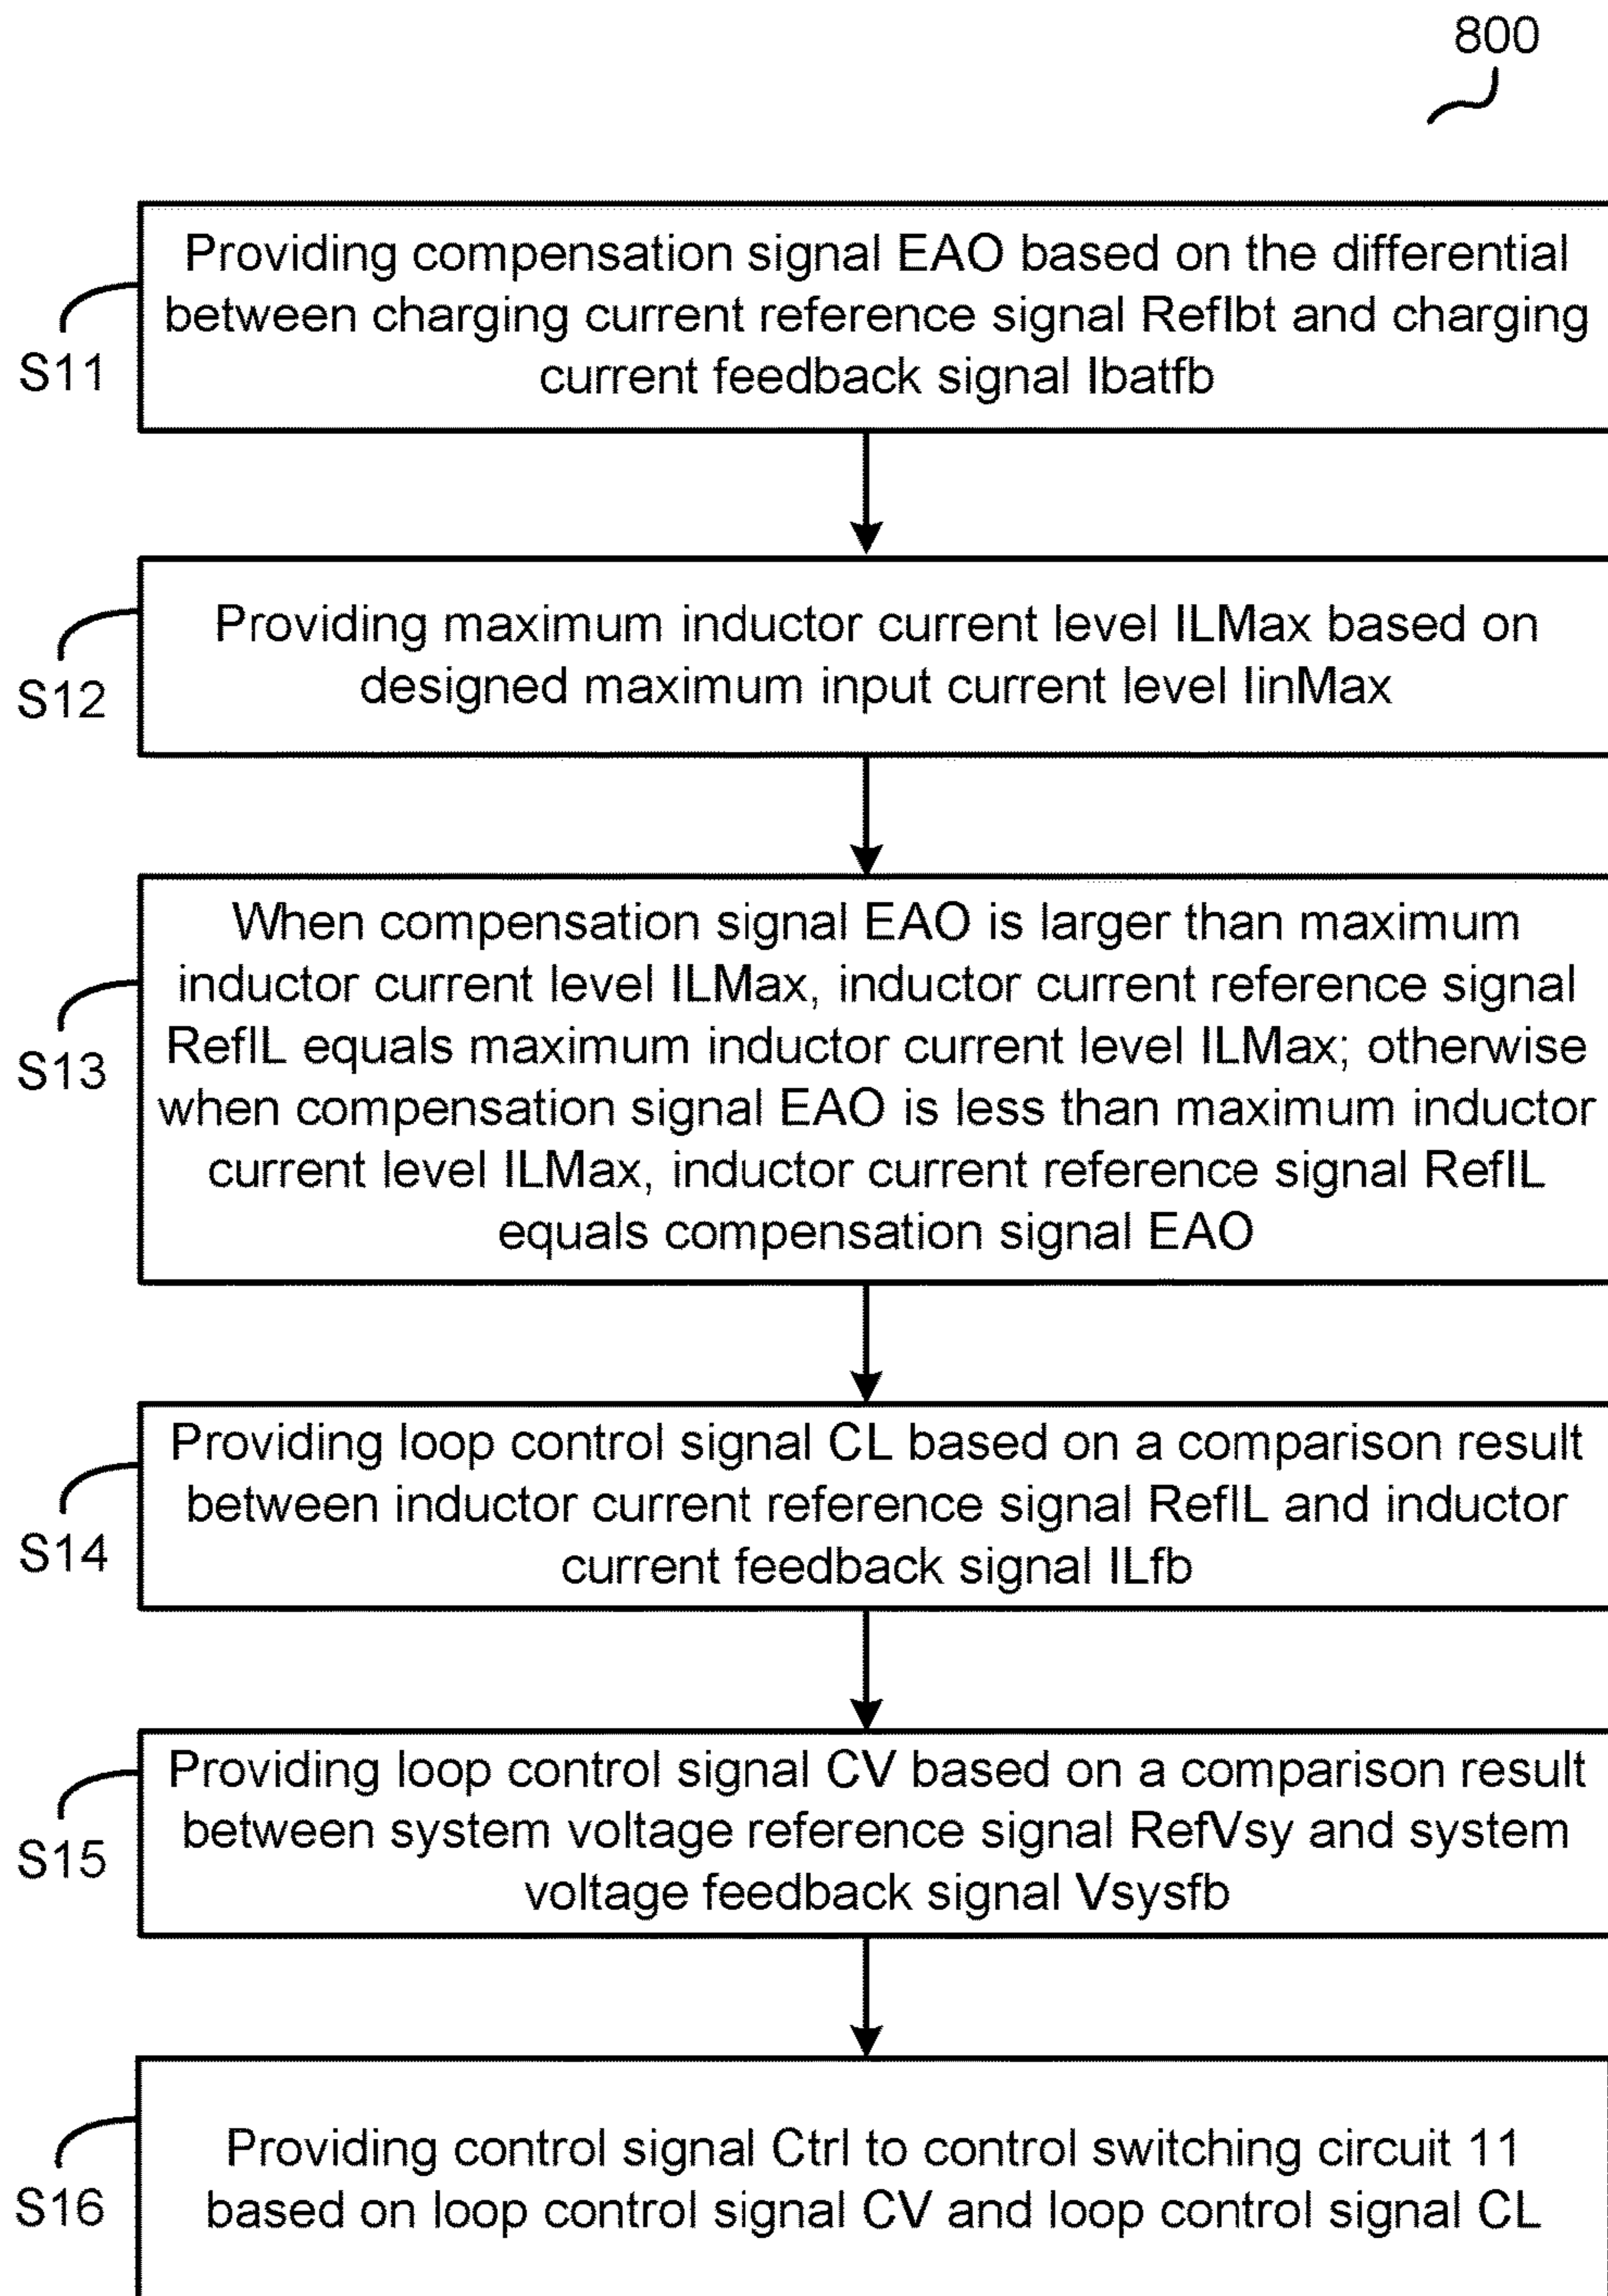 800
Providing compensation signal EAO based on the differential
between charging current reference signal RefIbt and charging
current feedback signal Ibatfb
S11
Providing maximum inductor current level ILMax based on
designed maximum input current level IinMax
S12
When compensation signal EAO is larger than maximum
inductor current level ILMax, inductor current reference signal
RefIL equals maximum inductor current level ILMax; otherwise
when compensation signal EAO is less than maximum inductor
current level ILMax, inductor current reference signal RefIL
equals compensation signal EAO
S13
Providing loop control signal CL based on a comparison result
between inductor current reference signal RefIL and inductor
current feedback signal ILfb
S14
Providing loop control signal CV based on a comparison result
between system voltage reference signal RefVsy and system
voltage feedback signal Vsysfb
S15
Providing control signal Ctrl to control switching circuit 11
based on loop control signal CV and loop control signal CL
S16